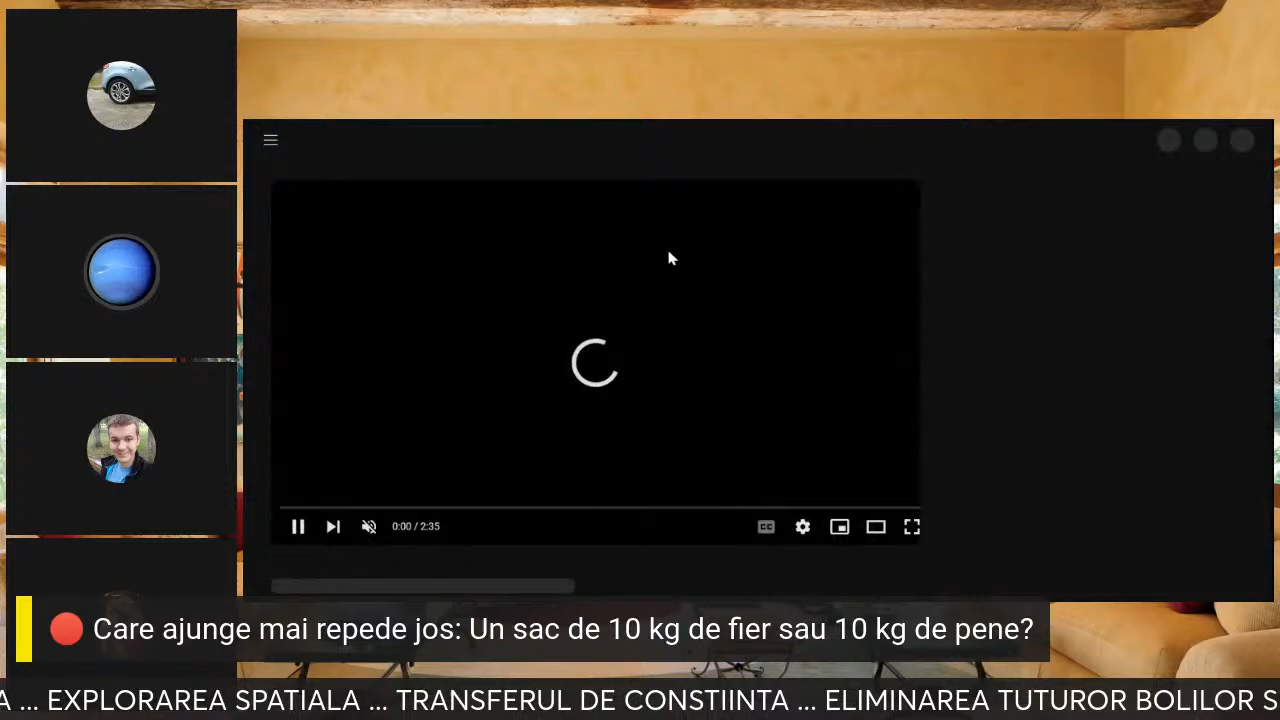 0:00 / 2:35
CC
🔴 Care ajunge mai repede jos: Un sac de 10 kg de fier sau 10 kg de pene?
A ... EXPLORAREA SPATIALA ... TRANSFERUL DE CONSTIINTA ... ELIMINAREA TUTUROR BOLILOR S